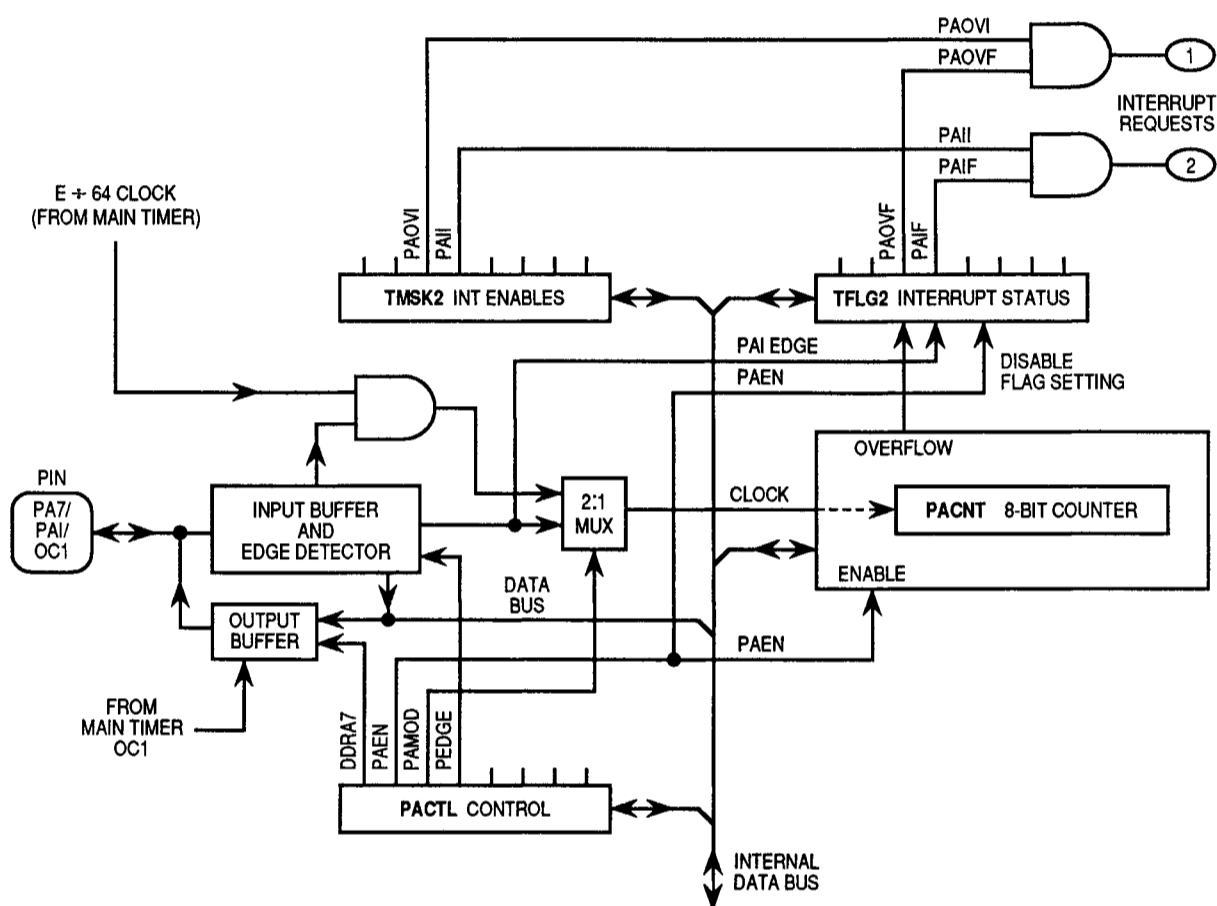 PAOVI
PAOVF
1
INTERRUPT
REQUESTS
PAII
PAIF
2
E ÷ 64 CLOCK
(FROM MAIN TIMER)
PAOVI
PAII
PAOVF
PAIF
TMSK2 INT ENABLES
TFLG2 INTERRUPT STATUS
PAI EDGE
PAEN
DISABLE
FLAG SETTING
OVERFLOW
PIN
PA7/
PAI/
OC1
INPUT BUFFER
AND
EDGE DETECTOR
2:1
MUX
CLOCK
PACNT 8-BIT COUNTER
ENABLE
DATA
BUS
OUTPUT
BUFFER
PAEN
FROM
MAIN TIMER
OC1
DDRA7
PAEN
PAMOD
PEDGE
PACTL CONTROL
INTERNAL
DATA BUS